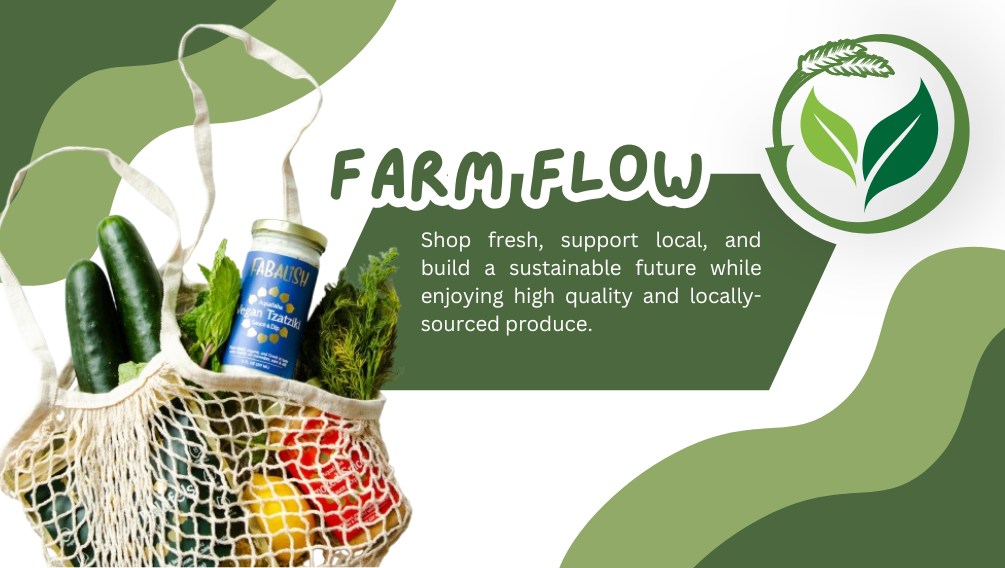 FARM FLOW
Shop fresh, support local, and
build a sustainable future while
enjoying high quality and locally-
sourced produce.
FABALISH
Aquafaba
Vegan Tzatziki
Sauce & Dip